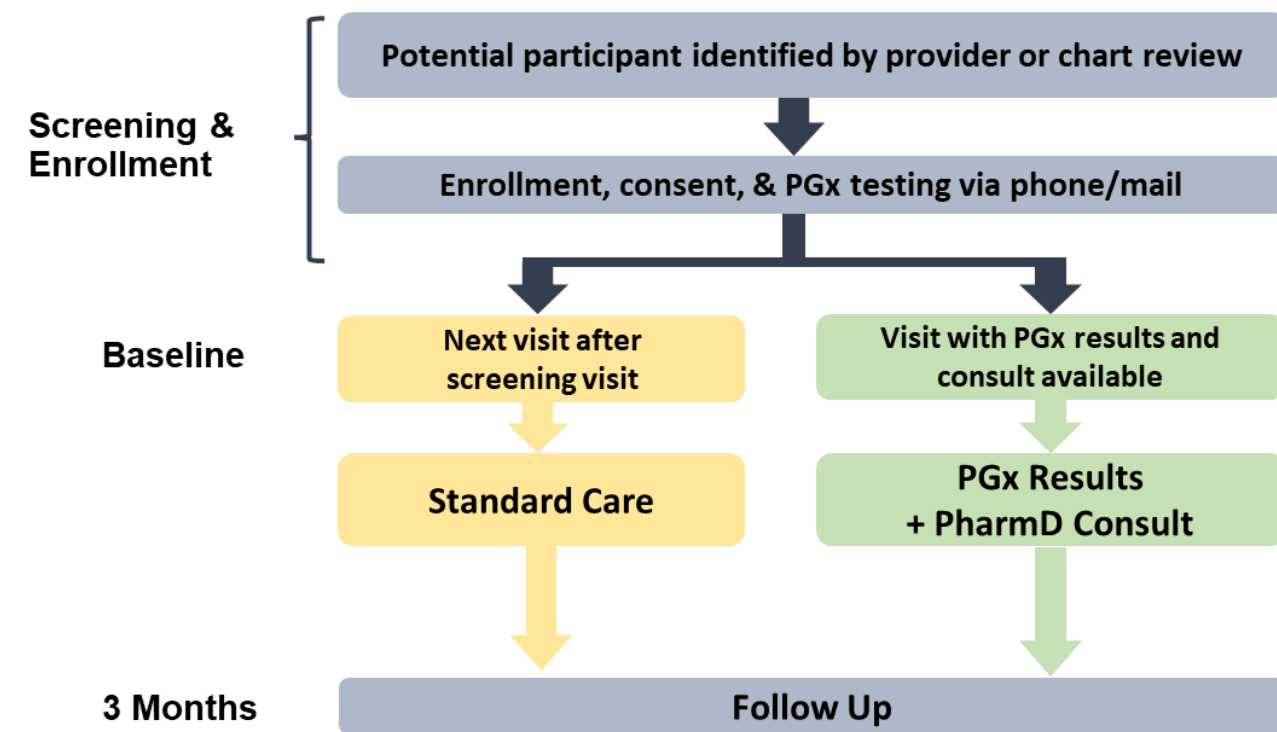 Potential participant identified by provider or chart review
Screening &
Enrollment
Enrollment, consent, & PGx testing via phone/mail
Baseline
Next visit after
screening visit
Visit with PGx results and
consult available
Standard Care
PGx Results
+ PharmD Consult
3 Months
Follow Up